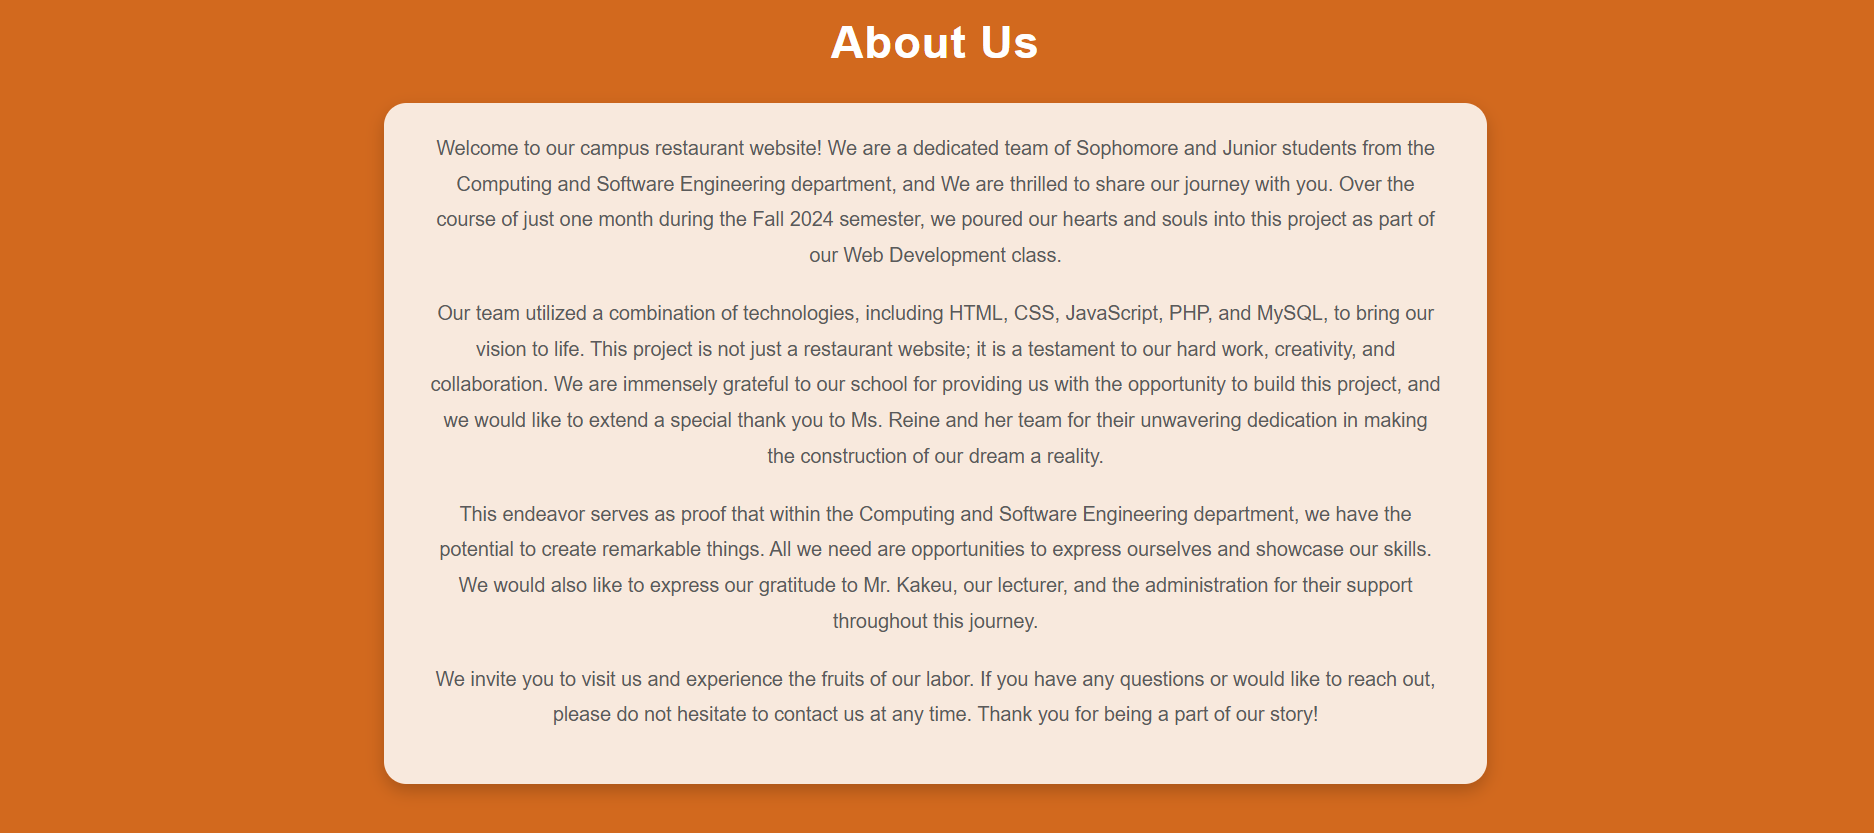 About Us
Welcome to our campus restaurant website! We are a dedicated team of Sophomore and Junior students from the
Computing and Software Engineering department, and We are thrilled to share our journey with you. Over the
course of just one month during the Fall 2024 semester, we poured our hearts and souls into this project as part of
our Web Development class.
Our team utilized a combination of technologies, including HTML, CSS, JavaScript, PHP, and MySQL, to bring our
vision to life. This project is not just a restaurant website; it is a testament to our hard work, creativity, and
collaboration. We are immensely grateful to our school for providing us with the opportunity to build this project, and
we would like to extend a special thank you to Ms. Reine and her team for their unwavering dedication in making
the construction of our dream a reality.
This endeavor serves as proof that within the Computing and Software Engineering department, we have the
potential to create remarkable things. All we need are opportunities to express ourselves and showcase our skills.
We would also like to express our gratitude to Mr. Kakeu, our lecturer, and the administration for their support
throughout this journey.
We invite you to visit us and experience the fruits of our labor. If you have any questions or would like to reach out,
please do not hesitate to contact us at any time. Thank you for being a part of our story!